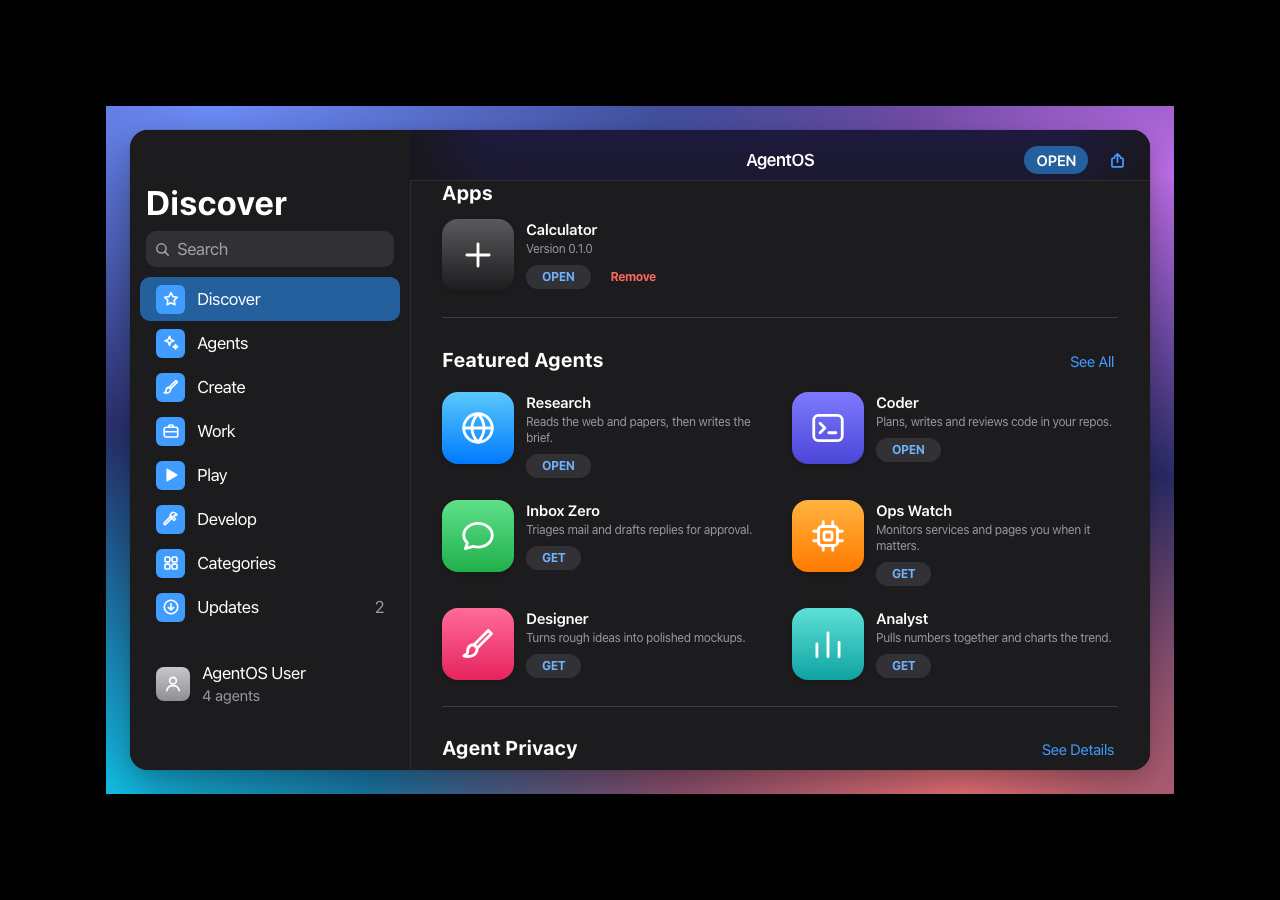 AgentOS
OPEN
Discover
Search
Discover
Agents
Create
Work
Play
Develop
Categories
Updates
2
AgentOS User
4 agents
Apps
Calculator
Version 0.1.0
OPEN
Remove
Featured Agents
See All
Research
Reads the web and papers, then writes the
brief.
OPEN
Coder
Plans, writes and reviews code in your repos.
OPEN
Inbox Zero
Triages mail and drafts replies for approval.
GET
Ops Watch
Monitors services and pages you when it
matters.
GET
Designer
Turns rough ideas into polished mockups.
GET
Analyst
Pulls numbers together and charts the trend.
GET
Agent Privacy
See Details